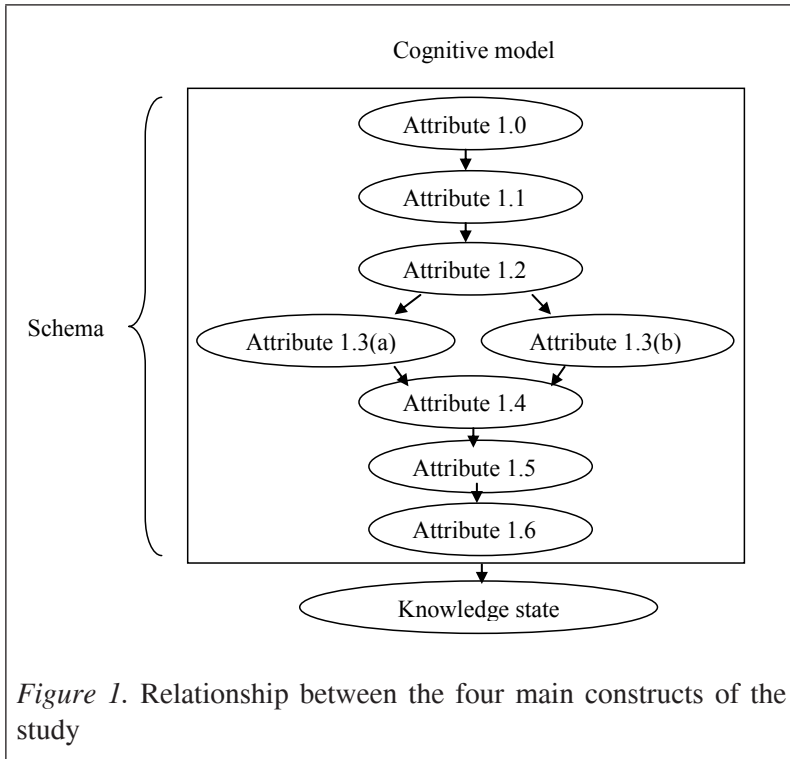 Cognitive model
Attribute 1.0
Attribute 1.1
Attribute 1.2
Schema
Attribute 1.3(a) Attribute 1.3(b)
Attribute 1.4
Attribute 1.5
Attribute 1.6
Knowledge state
Figure 1. Relationship between the four main constructs of the
study